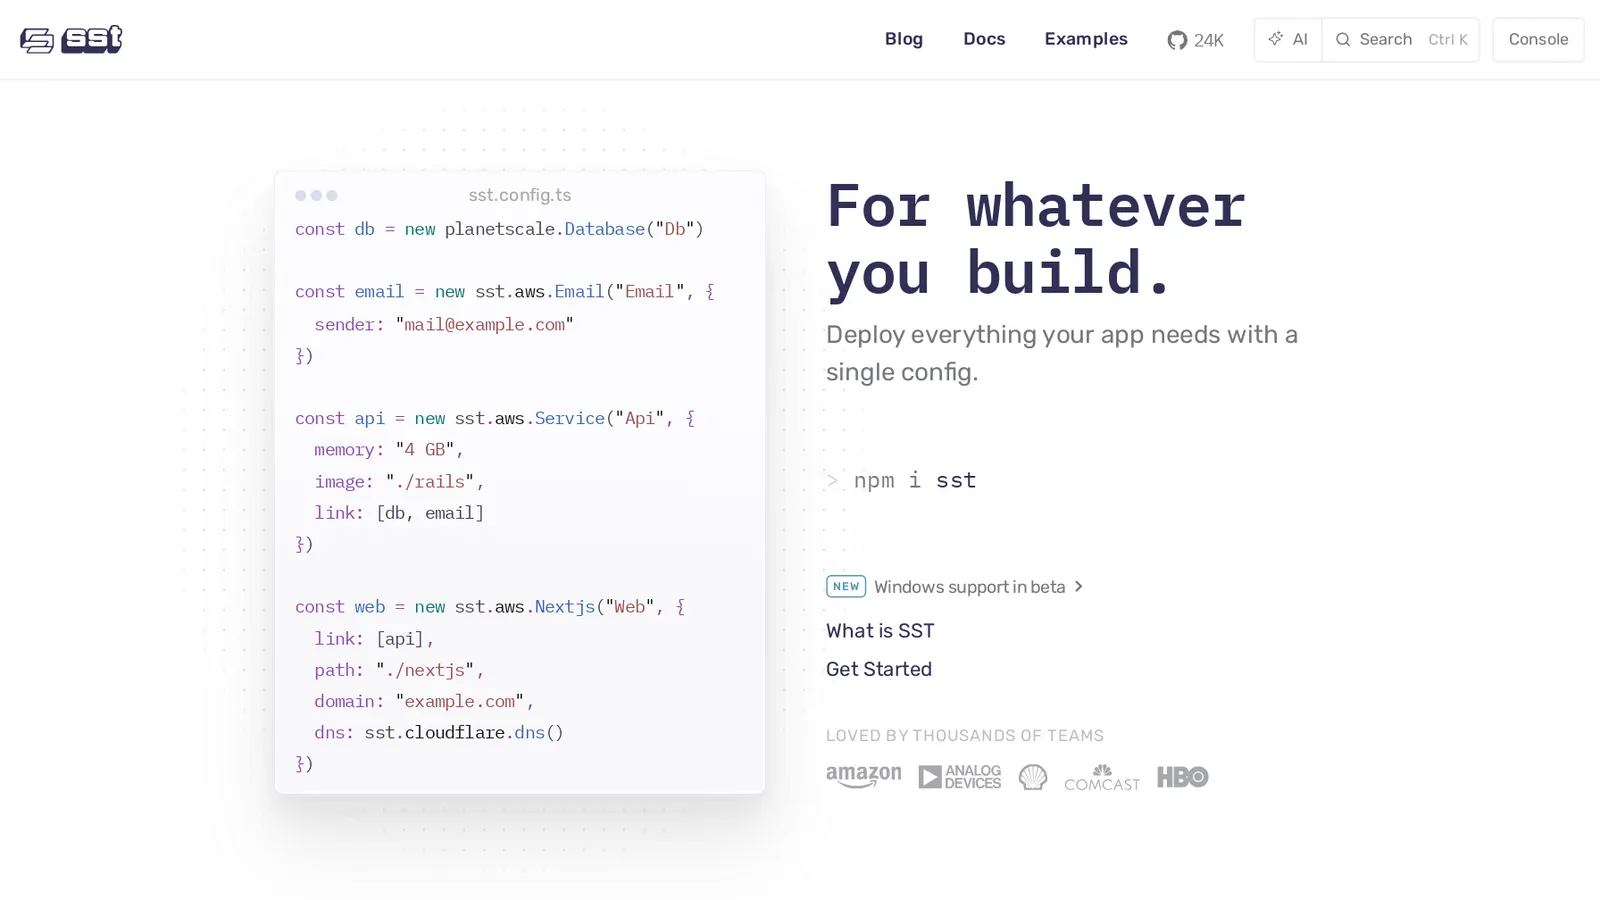 sst
Blog
Docs
Examples
24K
AI
Search Ctrl K
Console
sst.config.ts
const db = new planetscale.Database("Db")
const email = new sst.aws.Email("Email", {
  sender: "mail@example.com"
})
const api = new sst.aws.Service("Api", {
  memory: "4 GB",
  image: "./rails",
  link: [db, email]
})
const web = new sst.aws.Nextjs("Web", {
  link: [api],
  path: "./nextjs",
  domain: "example.com",
  dns: sst.cloudflare.dns()
})
For whatever
you build.
Deploy everything your app needs with a
single config.
> npm i sst
NEW Windows support in beta
What is SST
Get Started
LOVED BY THOUSANDS OF TEAMS
amazon
ANALOG
DEVICES
COMCAST
HBO